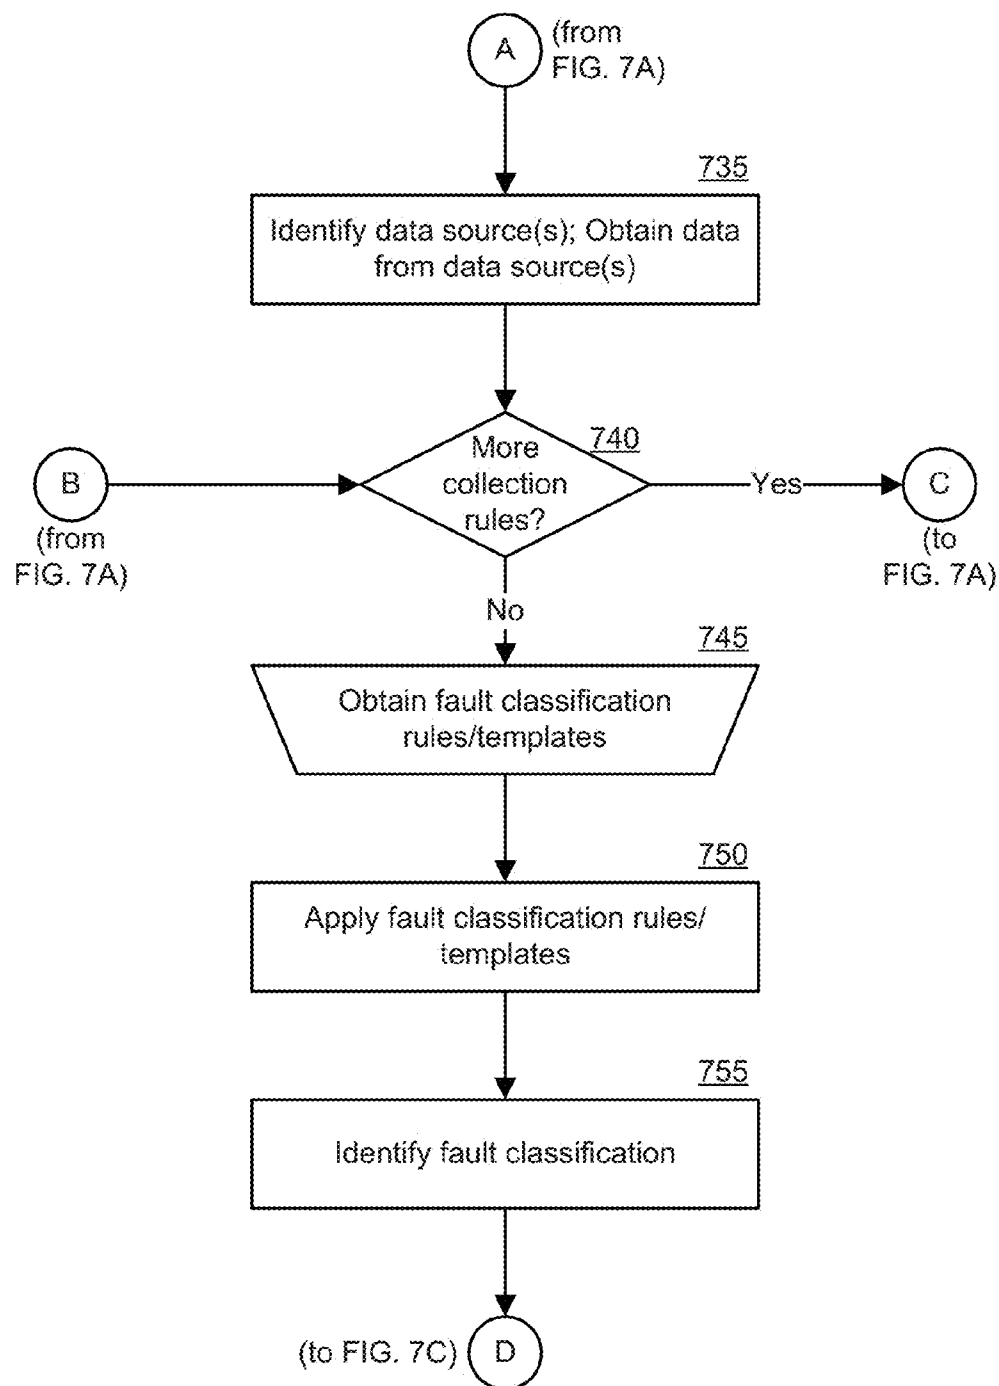 A
(from
FIG. 7A)
735
Identify data source(s); Obtain data
from data source(s)
740
More
collection
rules?
B
(from
FIG. 7A)
Yes
C
(to
FIG. 7A)
No
745
Obtain fault classification
rules/templates
750
Apply fault classification rules/
templates
755
Identify fault classification
(to FIG. 7C)
D